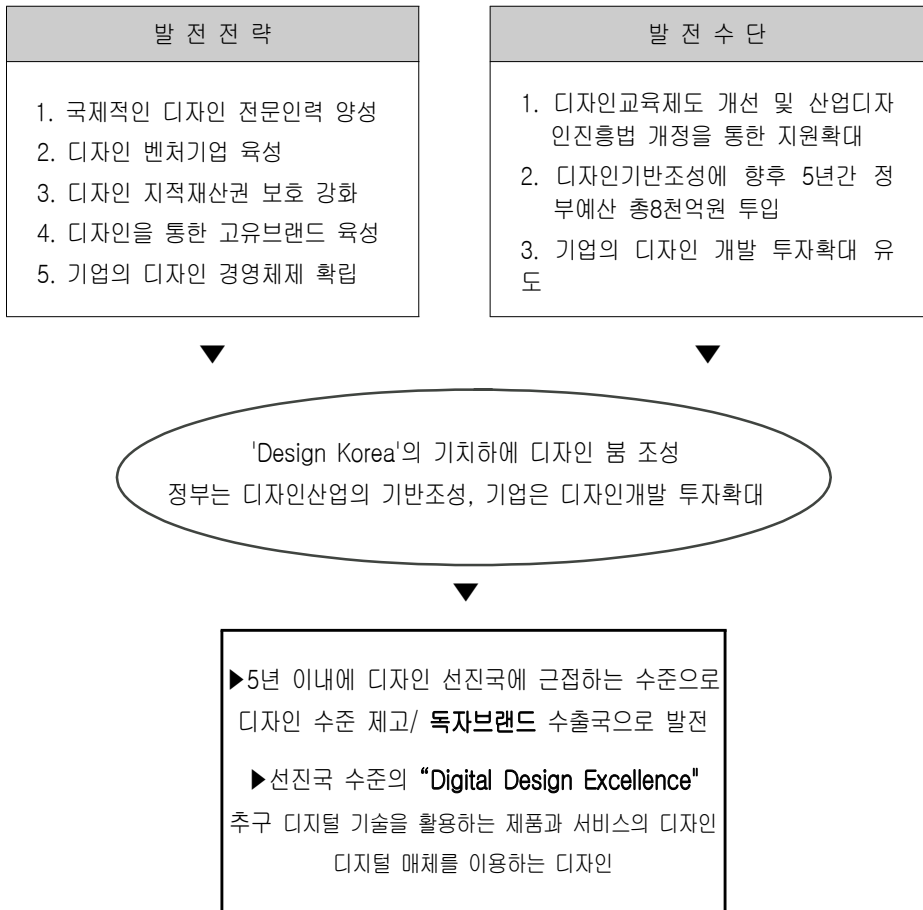 발 전 전 략
1. 국제적인 디자인 전문인력 양성
2. 디자인 벤처기업 육성
3. 디자인 지적재산권 보호 강화
4. 디자인을 통한 고유브랜드 육성
5. 기업의 디자인 경영체제 확립
발 전 수 단
1. 디자인교육제도 개선 및 산업디자
인진흥법 개정을 통한 지원확대
2. 디자인기반조성에 향후 5년간 정
부예산 총8천억원 투입
3. 기업의 디자인 개발 투자확대 유
도
▼ ▼
'Design Korea'의 기치하에 디자인 붐 조성
정부는 디자인산업의 기반조성, 기업은 디자인개발 투자확대
▼
▶5년 이내에 디자인 선진국에 근접하는 수준으로
디자인 수준 제고/ 독자브랜드 수출국으로 발전
▶선진국 수준의 “Digital Design Excellence"
추구 디지털 기술을 활용하는 제품과 서비스의 디자인
디지털 매체를 이용하는 디자인